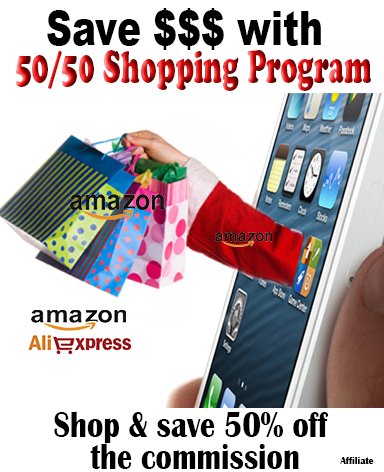 Save $$$ with
50/50 Shopping Program
amazon
amazon
amazon
AliExpress
Shop & save 50% off
the commission
Affiliate